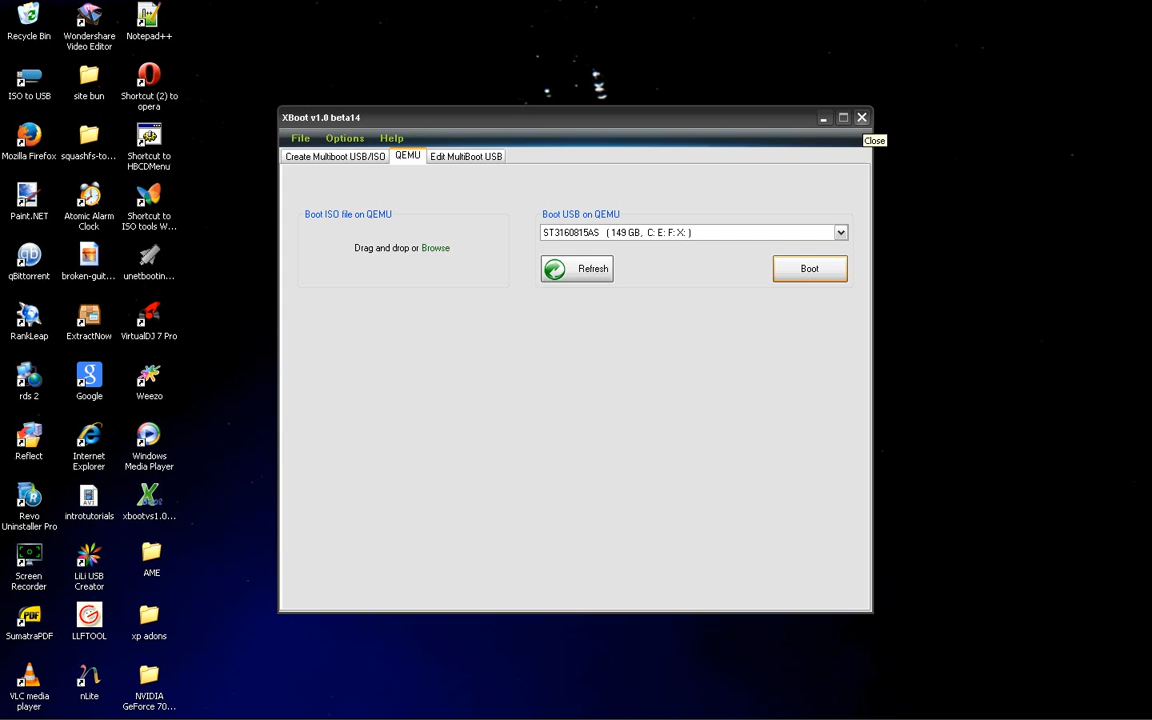 Recycle Bin
Wondershare
Video Editor
Notepad++
ISO to USB
site bun
Shortcut (2) to
opera
Mozilla Firefox
squashfs-to...
Shortcut to
HBCDMenu
Paint.NET
Atomic Alarm
Clock
Shortcut to
ISO tools W...
qBittorrent
broken-guit...
unetbootin...
RankLeap
ExtractNow
VirtualDJ 7 Pro
rds 2
Google
Weezo
Reflect
Internet
Explorer
Windows
Media Player
Revo
Uninstaller Pro
introtutorials
xbootvs1.0...
Screen
Recorder
LiLi USB
Creator
AME
SumatraPDF
LLFTOOL
xp adons
VLC media
player
nLite
NVIDIA
GeForce 70...
XBoot v1.0 beta14
Close
File Options Help
Create Multiboot USB/ISO QEMU Edit MultiBoot USB
Boot ISO file on QEMU
Drag and drop or Browse
Boot USB on QEMU
ST3160815AS ( 149 GB, C: E: F: X: )
Refresh
Boot